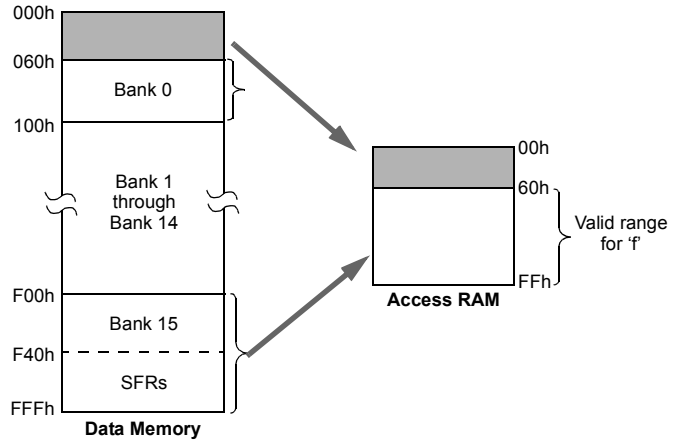 000h
060h
Bank 0
100h
Bank 1
through
Bank 14
F00h
Bank 15
F40h
SFRs
FFFh
Data Memory
00h
60h
Valid range
for ‘f’
FFh
Access RAM